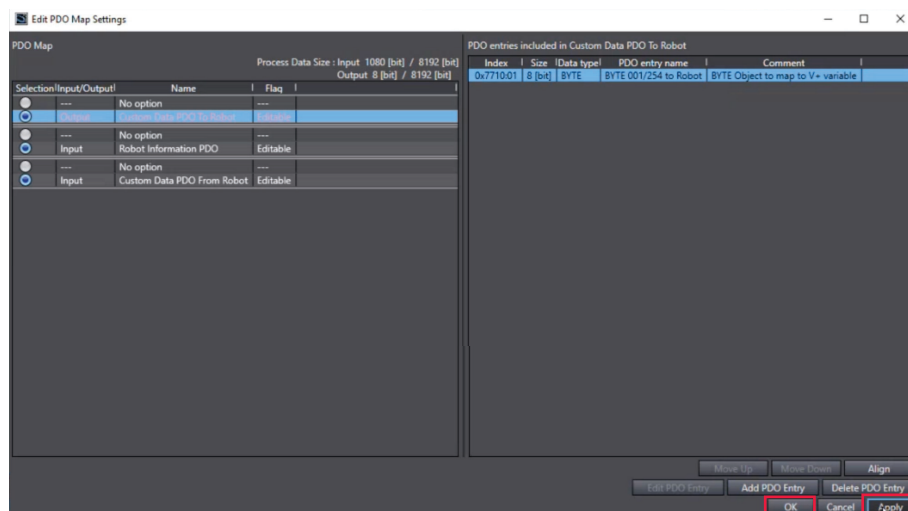 Edit PDO Map Settings
PDO Map
Process Data Size : Input 1080 [bit] / 8192 [bit]
Output 8 [bit] / 8192 [bit]
Selection Input/Output Name Flag
--- No option ---
Output Custom Data PDO To Robot Editable
--- No option ---
Input Robot Information PDO Editable
--- No option ---
Input Custom Data PDO From Robot Editable
PDO entries included in Custom Data PDO To Robot
Index Size Data type PDO entry name Comment
0x7710:01 8 [bit] BYTE BYTE 001/254 to Robot BYTE Object to map to V+ variable
Move Up Move Down Align
Edit PDO Entry Add PDO Entry Delete PDO Entry
OK Cancel Apply